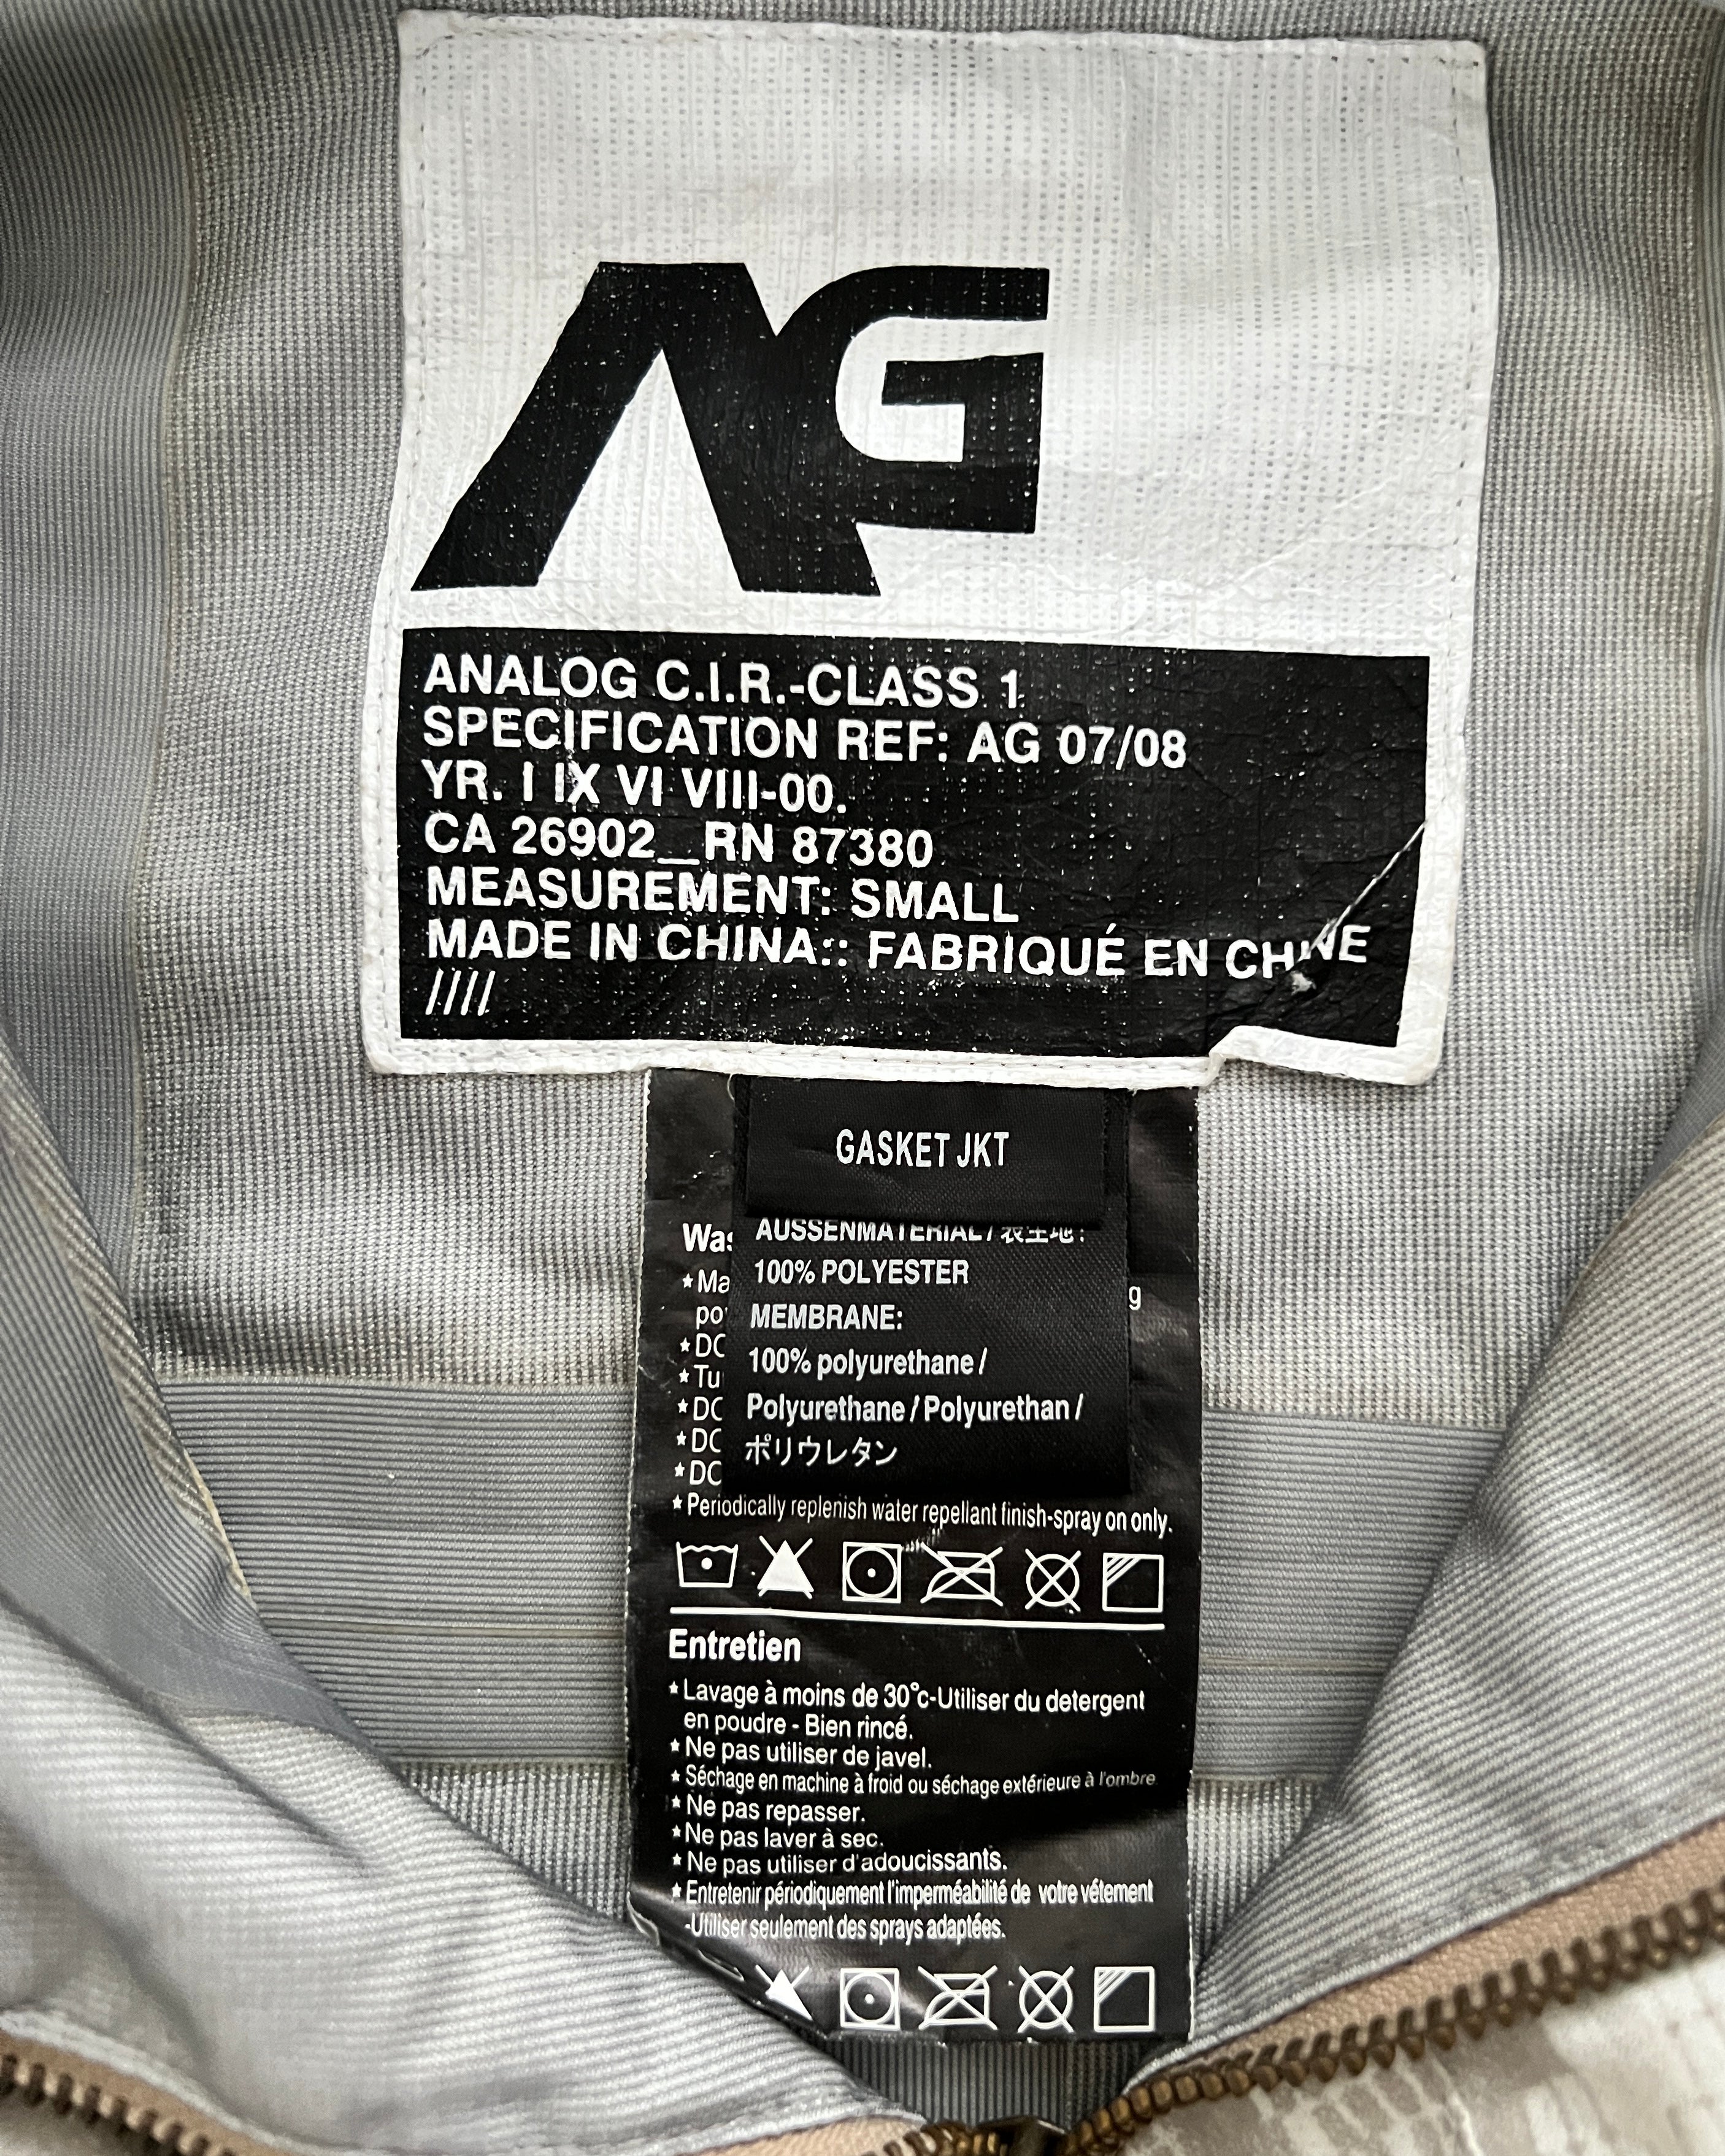 AG
ANALOG C.I.R.-CLASS 1
SPECIFICATION REF: AG 07/08
YR. I IX VI VIII-00.
CA 26902_RN 87380
MEASUREMENT: SMALL
MADE IN CHINA:: FABRIQUÉ EN CHINE
////
GASKET JKT
AUSSENMATERIAL / 表生地 :
100% POLYESTER
MEMBRANE:
100% polyurethane /
Polyurethane / Polyurethan /
ポリウレタン
★ Periodically replenish water repellant finish-spray on only.
Entretien
★ Lavage à moins de 30°c-Utiliser du detergent
en poudre - Bien rincé.
★ Ne pas utiliser de javel.
★ Séchage en machine à froid ou séchage extérieure à l'ombre
★ Ne pas repasser.
★ Ne pas laver à sec.
★ Ne pas utiliser d'adoucissants.
★ Entretenir périodiquement l'imperméabilité de votre vétement
-Utiliser seulement des sprays adaptées.